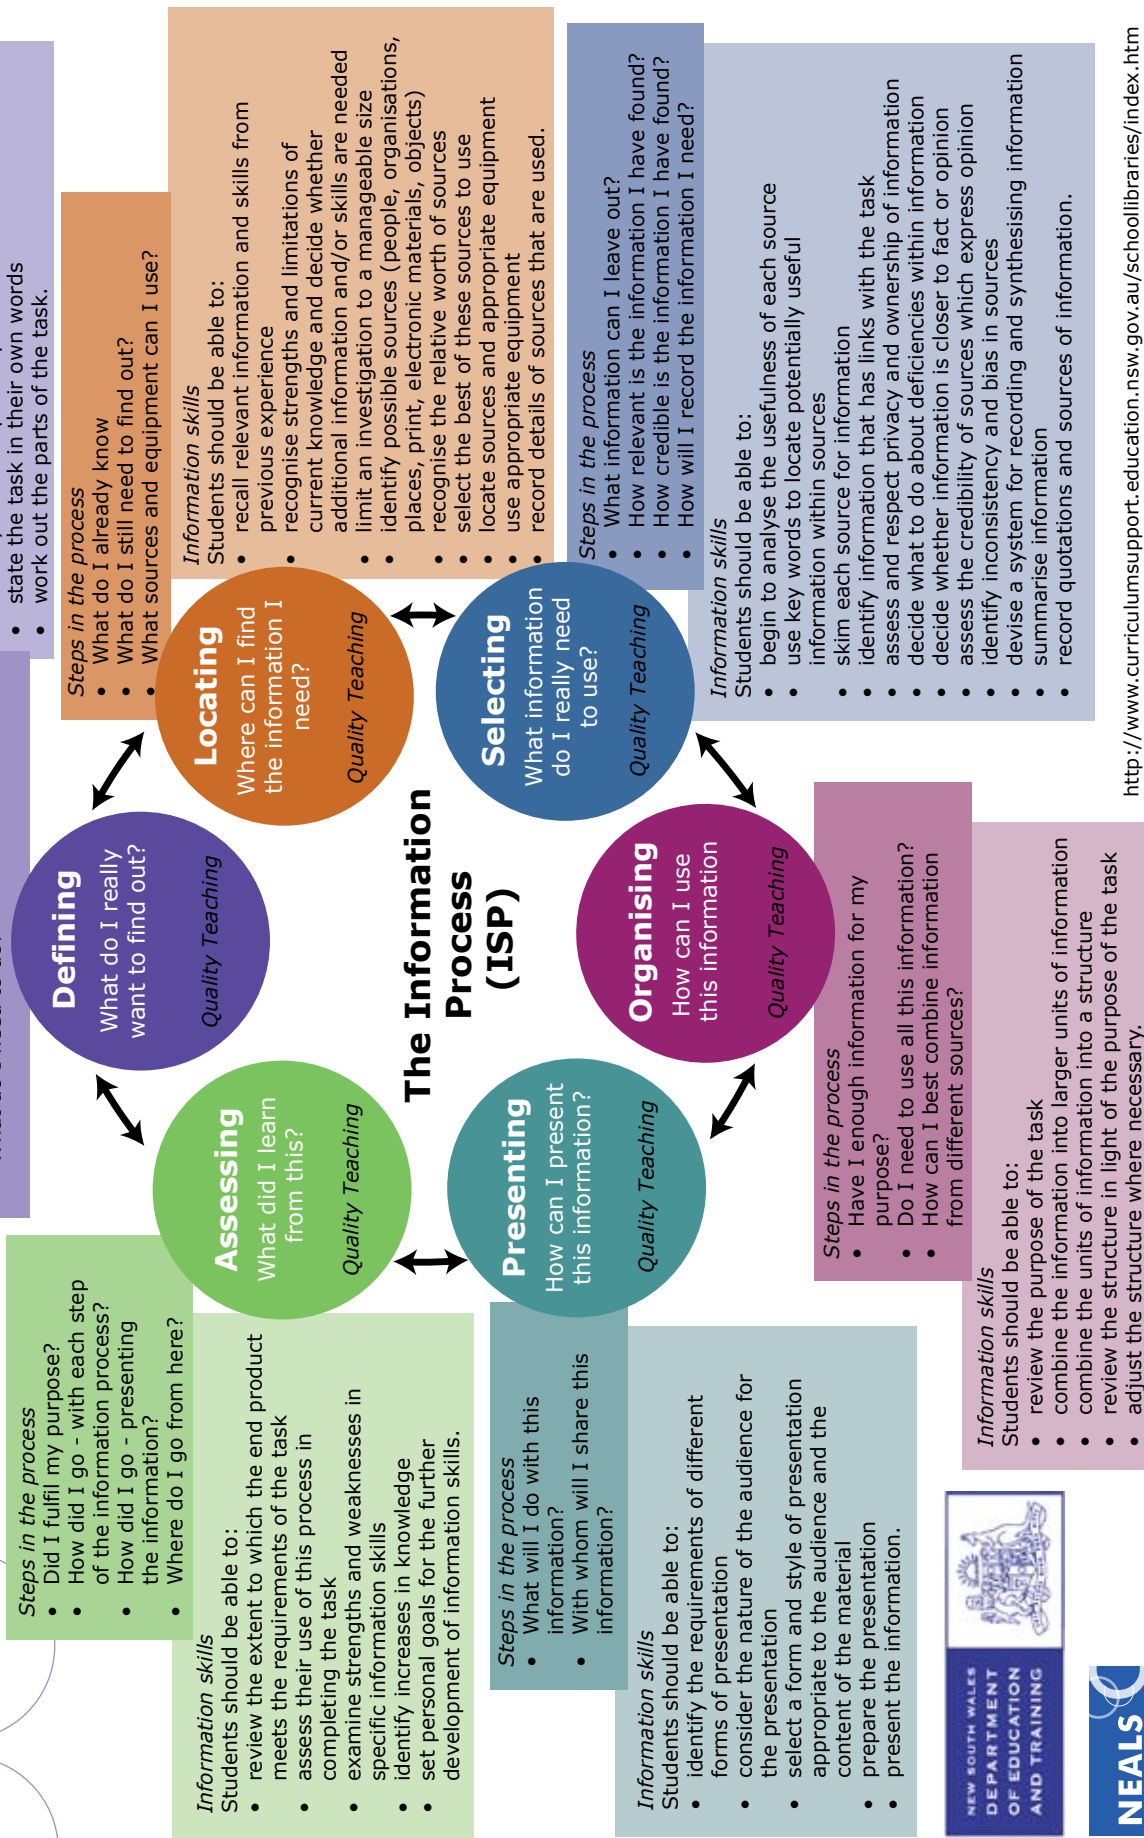 state the task in their own words
work out the parts of the task.
Defining
What do I really
want to find out?
Quality Teaching
Steps in the process
• What do I already know
• What do I still need to find out?
• What sources and equipment can I use?
Information skills
Students should be able to:
• recall relevant information and skills from
previous experience
• recognise strengths and limitations of
current knowledge and decide whether
additional information and/or skills are needed
• limit an investigation to a manageable size
• identify possible sources (people, organisations,
places, print, electronic materials, objects)
• recognise the relative worth of sources
• select the best of these sources to use
• locate sources and appropriate equipment
• use appropriate equipment
• record details of sources that are used.
Locating
Where can I find
the information I
need?
Quality Teaching
Steps in the process
• What information can I leave out?
• How relevant is the information I have found?
• How credible is the information I have found?
• How will I record the information I need?
Information skills
Students should be able to:
• begin to analyse the usefulness of each source
• use key words to locate potentially useful
information within sources
• skim each source for information
• identify information that has links with the task
• assess and respect privacy and ownership of information
• decide what to do about deficiencies within information
• decide whether information is closer to fact or opinion
• assess the credibility of sources which express opinion
• identify inconsistency and bias in sources
• devise a system for recording and synthesising information
• summarise information
• record quotations and sources of information.
Selecting
What information
do I really need
to use?
Quality Teaching
The Information
Process
(ISP)
Organising
How can I use
this information
Quality Teaching
Steps in the process
• Have I enough information for my
purpose?
• Do I need to use all this information?
• How can I best combine information
from different sources?
Information skills
Students should be able to:
• review the purpose of the task
• combine the information into larger units of information
• combine the units of information into a structure
• review the structure in light of the purpose of the task
• adjust the structure where necessary.
Presenting
How can I present
this information?
Quality Teaching
Steps in the process
• What will I do with this
information?
• With whom will I share this
information?
Information skills
Students should be able to:
• identify the requirements of different
forms of presentation
• consider the nature of the audience for
the presentation
• select a form and style of presentation
appropriate to the audience and the
content of the material
• prepare the presentation
• present the information.
Assessing
What did I learn
from this?
Quality Teaching
Steps in the process
• Did I fulfil my purpose?
• How did I go - with each step
of the information process?
• How did I go - presenting
the information?
• Where do I go from here?
Information skills
Students should be able to:
• review the extent to which the end product
meets the requirements of the task
• assess their use of this process in
completing the task
• examine strengths and weaknesses in
specific information skills
• identify increases in knowledge
• set personal goals for the further
development of information skills.
NEW SOUTH WALES
DEPARTMENT
OF EDUCATION
AND TRAINING
NEALS
http://www.curriculumsupport.education.nsw.gov.au/schoollibraries/index.htm